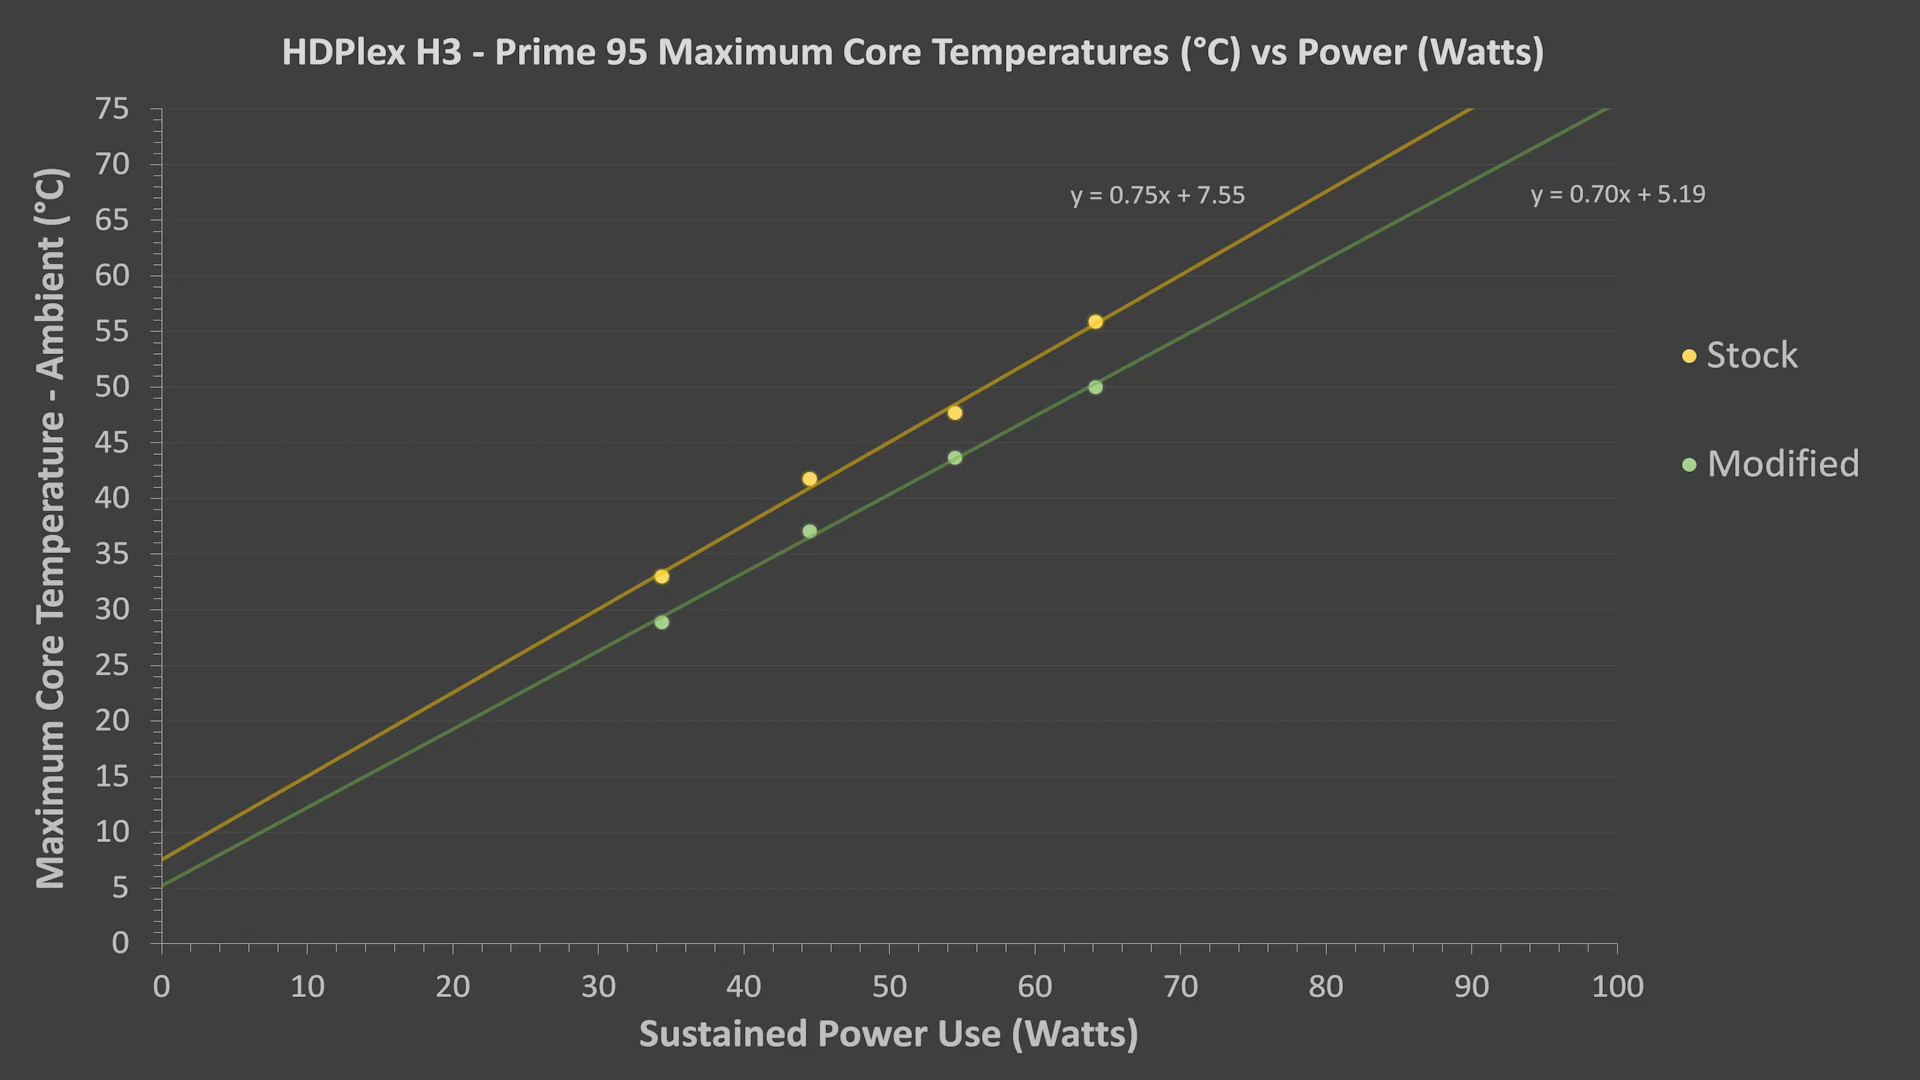 HDPlex H3 - Prime 95 Maximum Core Temperatures (°C) vs Power (Watts)
Maximum Core Temperature - Ambient (°C)
75
70
65
60
55
50
45
40
35
30
25
20
15
10
5
0
y = 0.75x + 7.55
y = 0.70x + 5.19
Stock
Modified
0 10 20 30 40 50 60 70 80 90 100
Sustained Power Use (Watts)